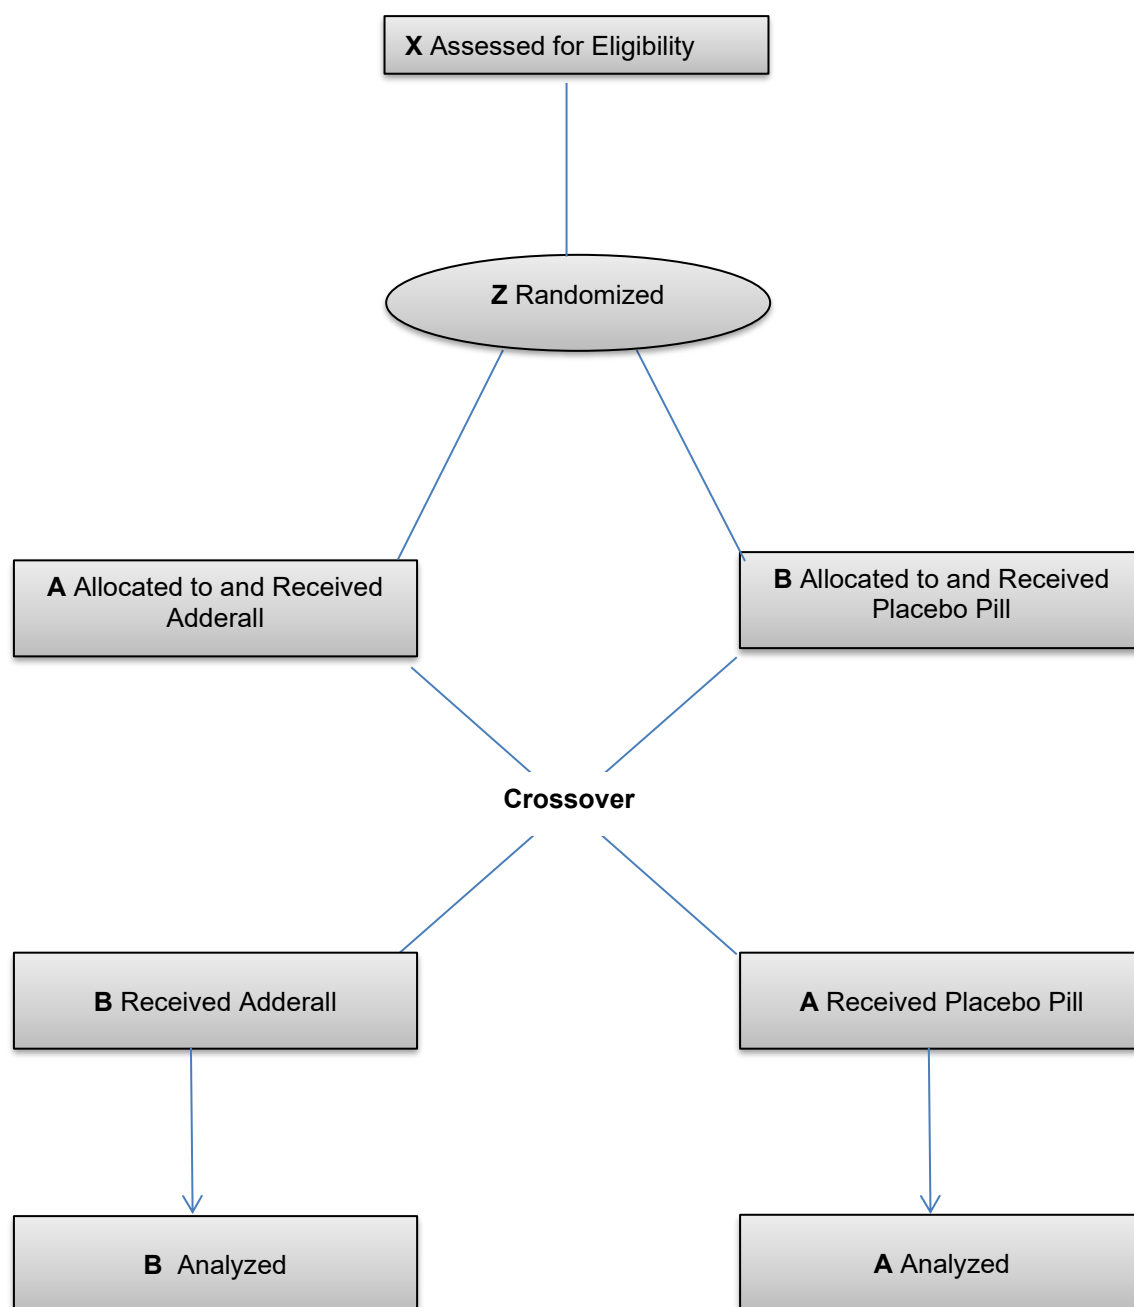 X Assessed for Eligibility
Z Randomized
A Allocated to and Received
Adderall
B Allocated to and Received
Placebo Pill
Crossover
B Received Adderall
A Received Placebo Pill
B Analyzed
A Analyzed